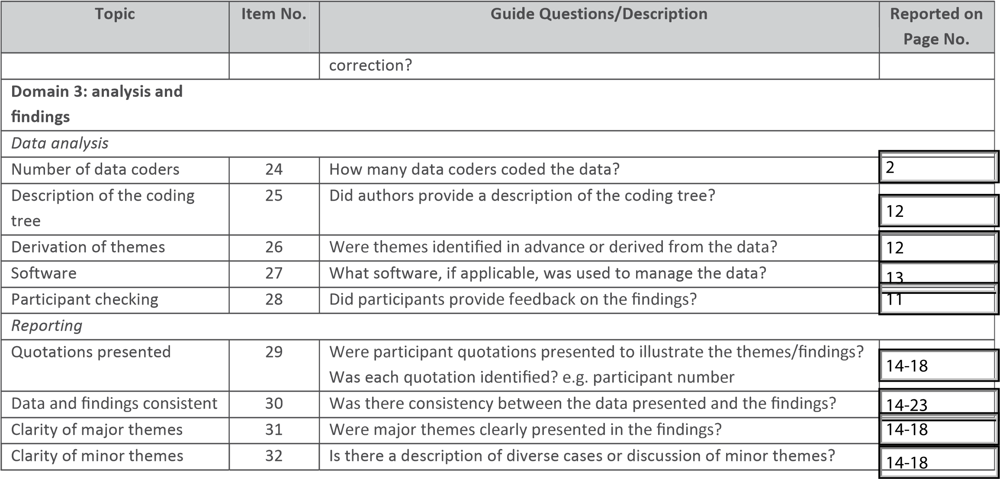 Topic Item No. Guide Questions/Description Reported on
Page No.
correction?
Domain 3: analysis and
findings
Data analysis
Number of data coders 24 How many data coders coded the data? 2
Description of the coding 25 Did authors provide a description of the coding tree? 12
tree
Derivation of themes 26 Were themes identified in advance or derived from the data? 12
Software 27 What software, if applicable, was used to manage the data? 13
Participant checking 28 Did participants provide feedback on the findings? 11
Reporting
Quotations presented 29 Were participant quotations presented to illustrate the themes/findings? 14-18
Was each quotation identified? e.g. participant number
Data and findings consistent 30 Was there consistency between the data presented and the findings? 14-23
Clarity of major themes 31 Were major themes clearly presented in the findings? 14-18
Clarity of minor themes 32 Is there a description of diverse cases or discussion of minor themes? 14-18